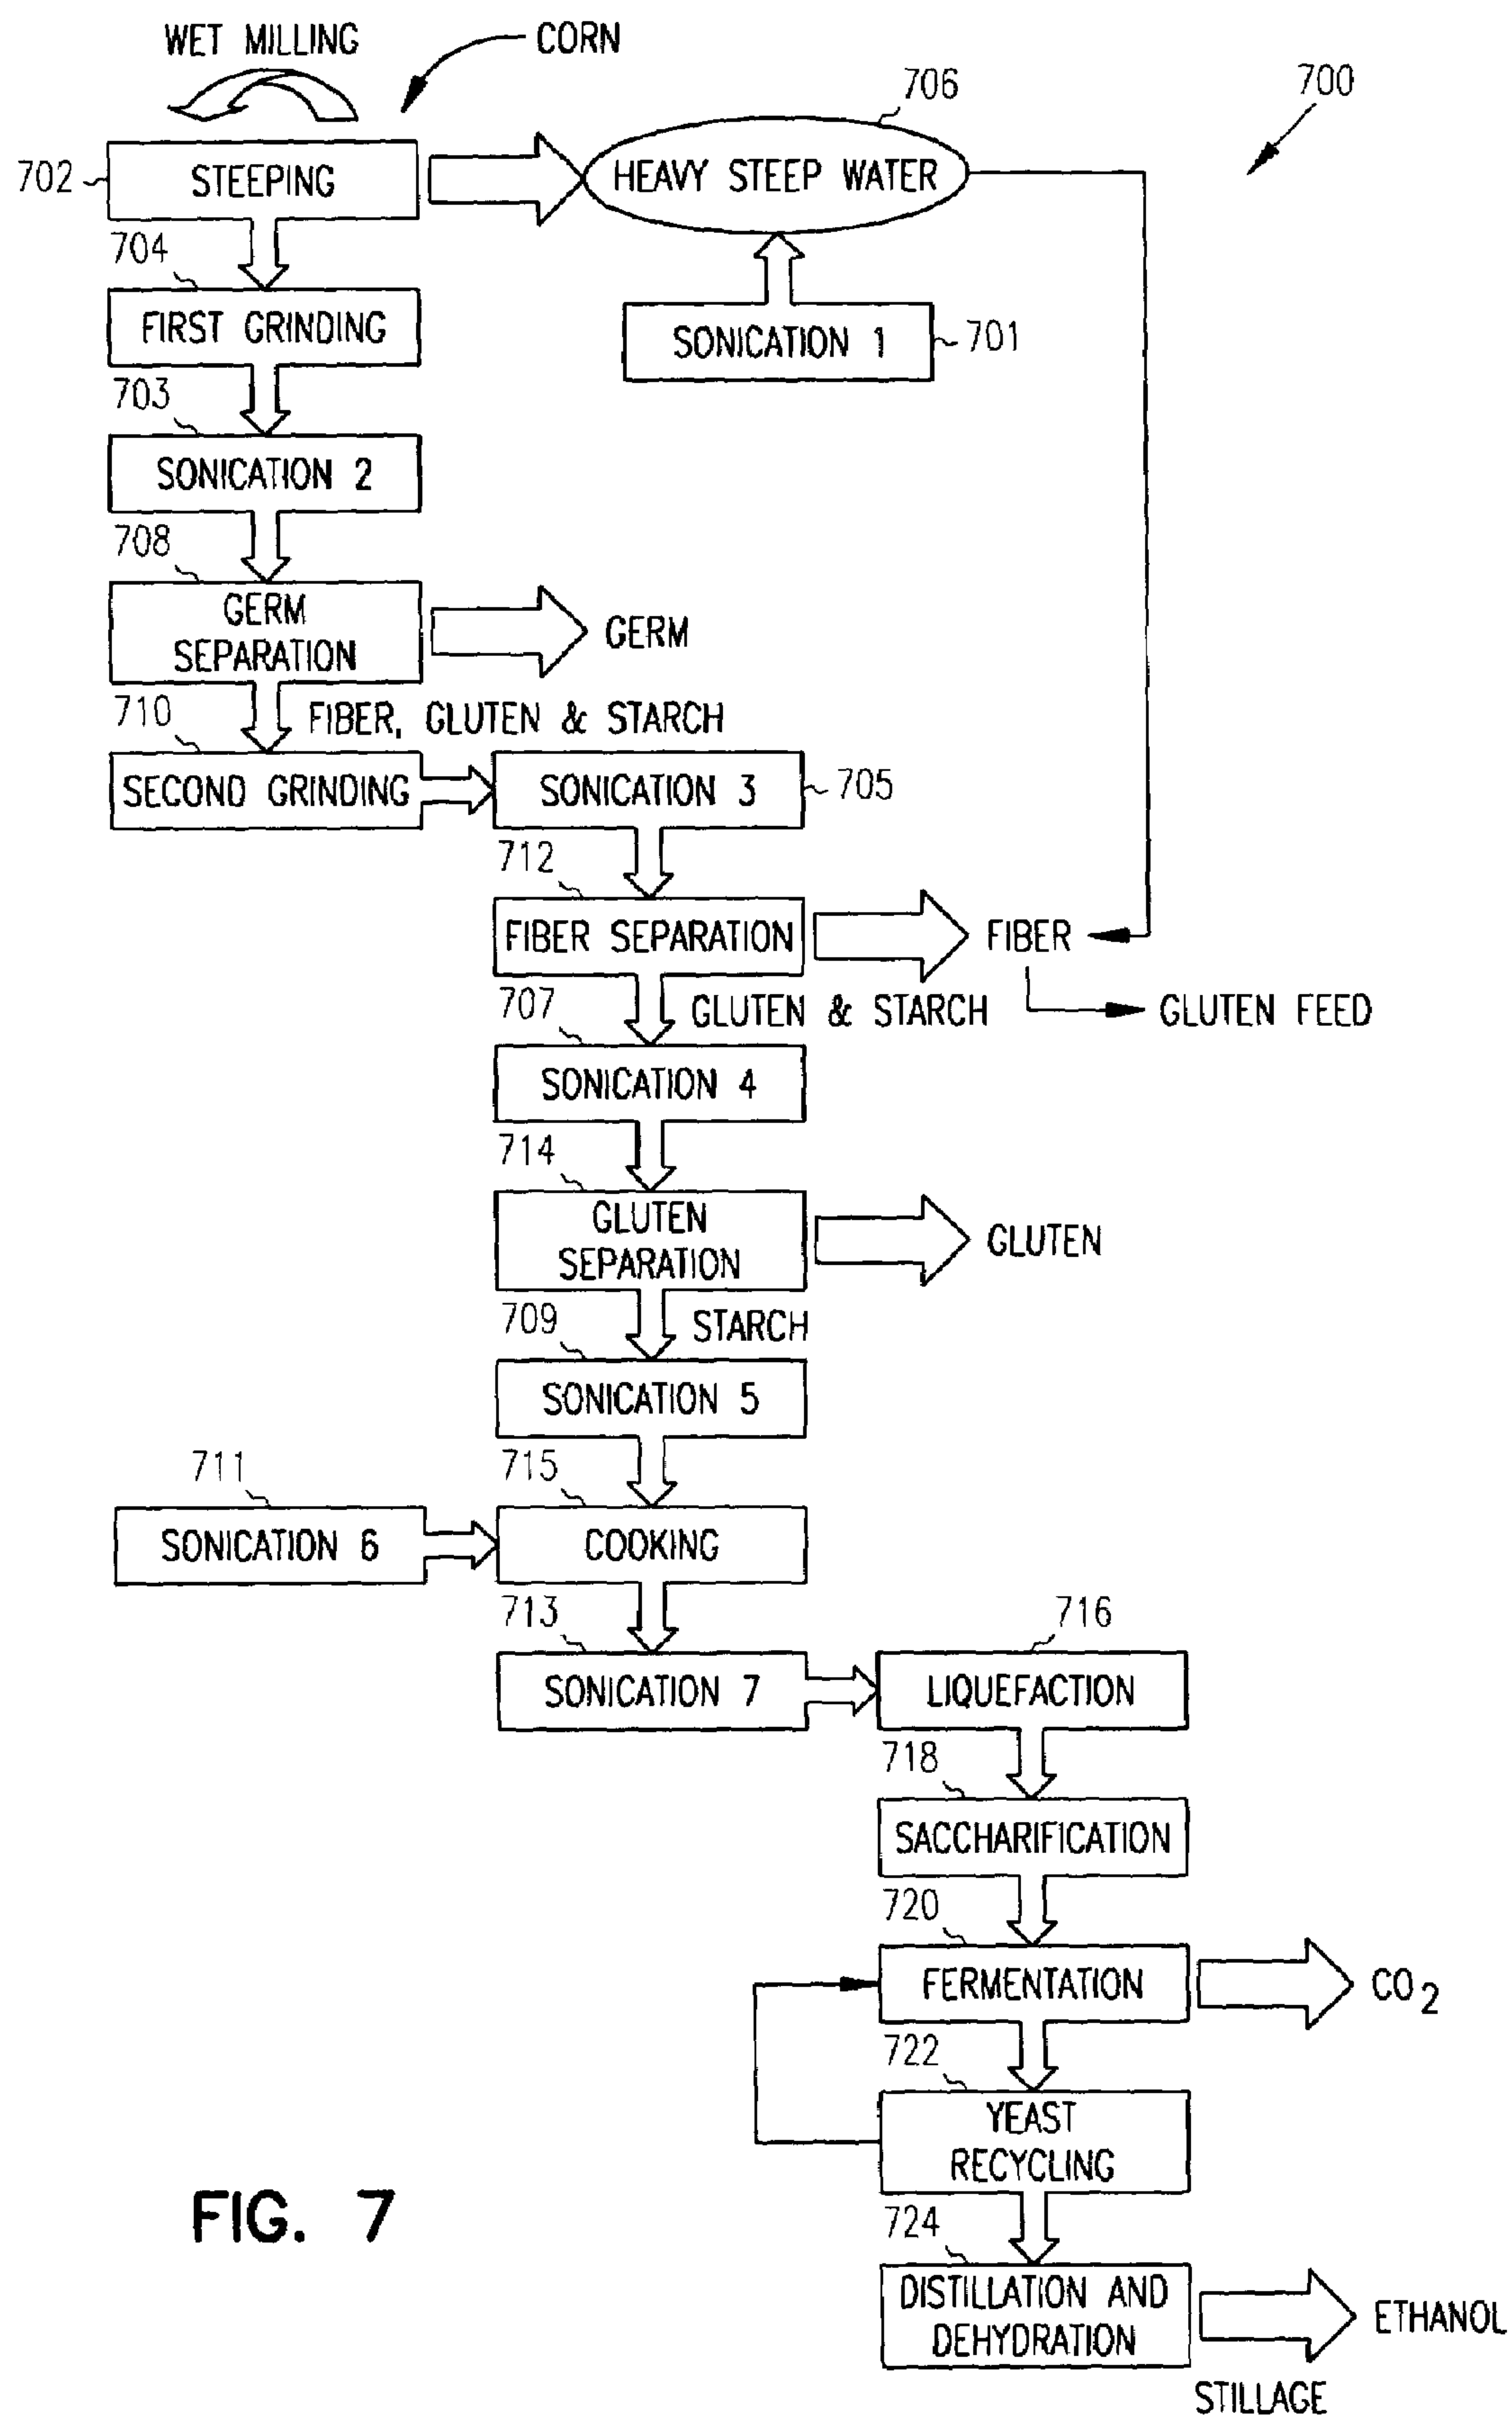 WET MILLING
CORN
706
700
702
STEEPING
HEAVY STEEP WATER
704
FIRST GRINDING
SONICATION 1
701
703
SONICATION 2
708
GERM
SEPARATION
GERM
710
FIBER, GLUTEN & STARCH
SECOND GRINDING
SONICATION 3
705
712
FIBER SEPARATION
FIBER
707
GLUTEN & STARCH
GLUTEN FEED
SONICATION 4
714
GLUTEN
SEPARATION
GLUTEN
709
STARCH
SONICATION 5
711
715
SONICATION 6
COOKING
713
716
SONICATION 7
LIQUEFACTION
718
SACCHARIFICATION
720
FERMENTATION
CO2
722
YEAST
RECYCLING
724
DISTILLATION AND
DEHYDRATION
ETHANOL
STILLAGE
FIG. 7